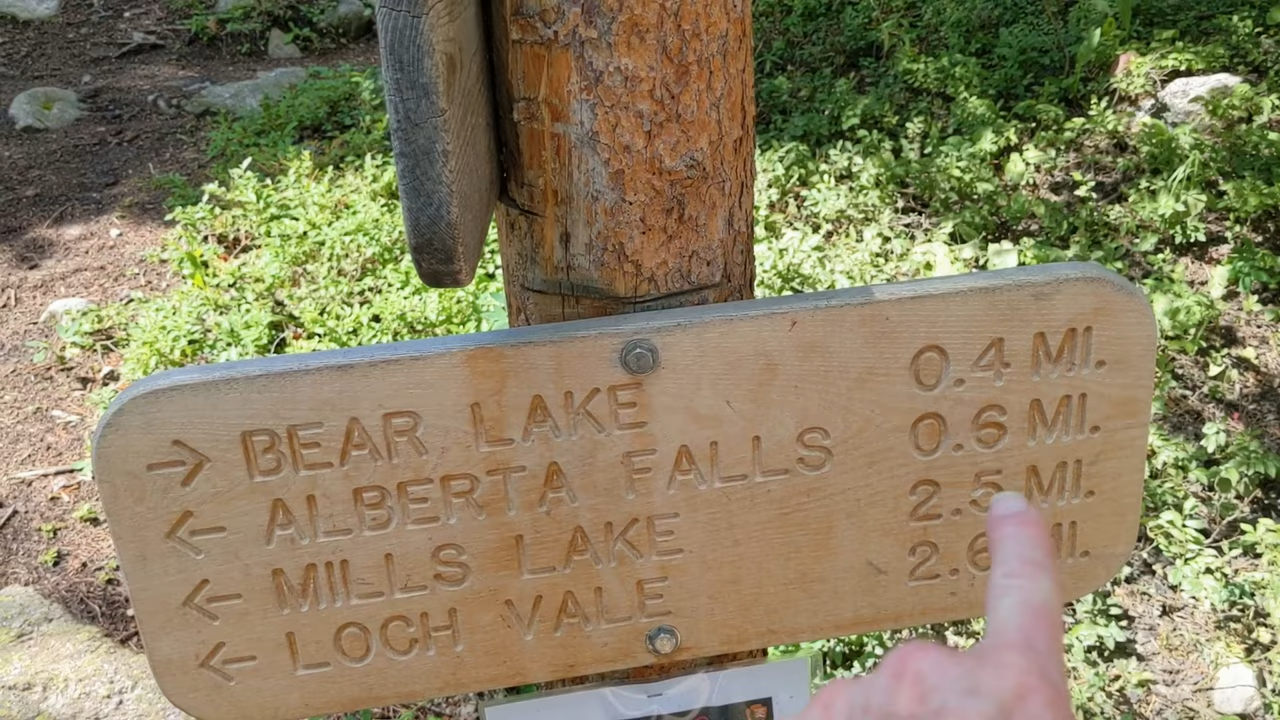 → BEAR LAKE 0.4 MI.
← ALBERTA FALLS 0.6 MI.
← MILLS LAKE 2.5 MI.
← LOCH VALE 2.6 MI.